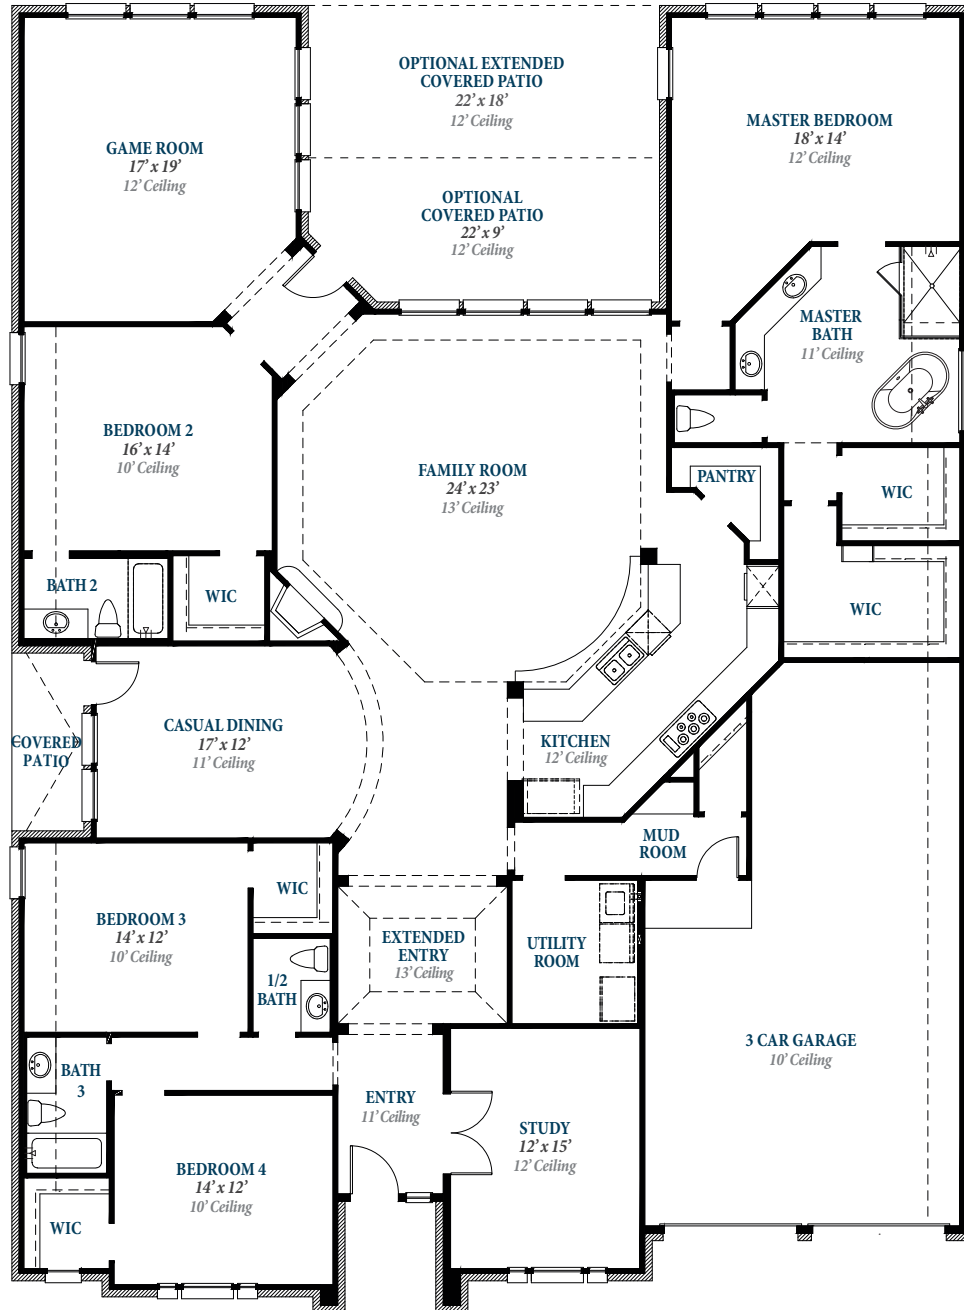 OPTIONAL EXTENDED
COVERED PATIO
22' x 18'
12' Ceiling
GAME ROOM
17' x 19'
12' Ceiling
MASTER BEDROOM
18' x 14'
12' Ceiling
OPTIONAL
COVERED PATIO
22' x 9'
12' Ceiling
MASTER
BATH
11' Ceiling
BEDROOM 2
16' x 14'
10' Ceiling
FAMILY ROOM
24' x 23'
13' Ceiling
PANTRY
WIC
BATH 2
WIC
WIC
CASUAL DINING
17' x 12'
11' Ceiling
COVERED
PATIO
KITCHEN
12' Ceiling
MUD
ROOM
BEDROOM 3
14' x 12'
10' Ceiling
WIC
EXTENDED
ENTRY
13' Ceiling
UTILITY
ROOM
1/2
BATH
3 CAR GARAGE
10' Ceiling
BATH
3
ENTRY
11' Ceiling
STUDY
12' x 15'
12' Ceiling
BEDROOM 4
14' x 12'
10' Ceiling
WIC